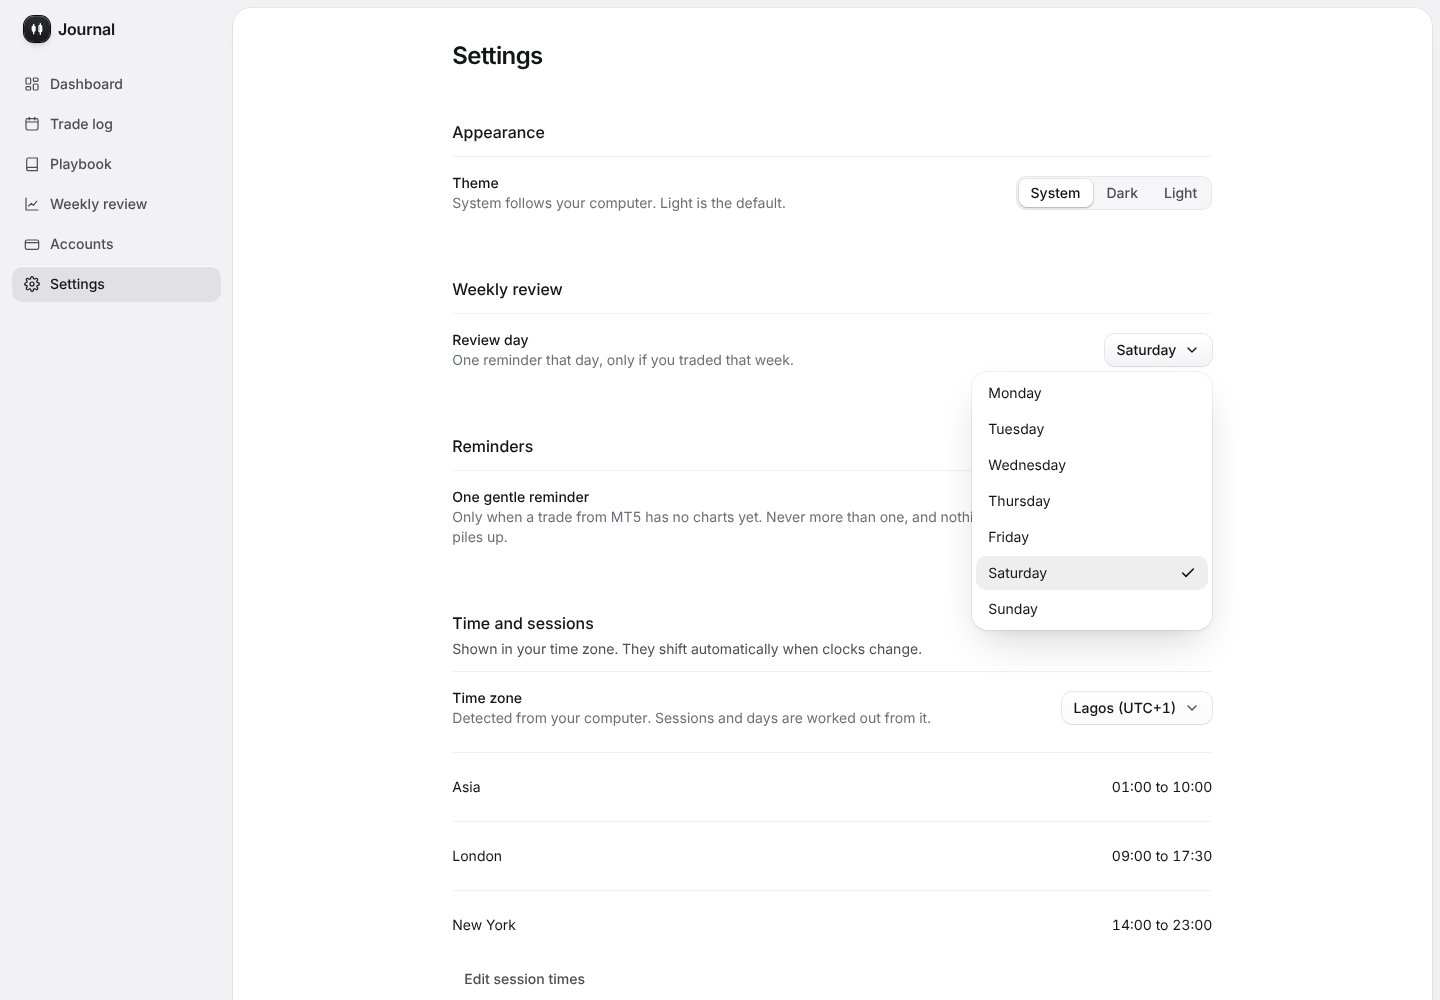 Journal
Dashboard
Trade log
Playbook
Weekly review
Accounts
Settings
Settings
Appearance
Theme
System follows your computer. Light is the default.
System
Dark
Light
Weekly review
Review day
One reminder that day, only if you traded that week.
Saturday
Monday
Tuesday
Wednesday
Thursday
Friday
Saturday
Sunday
Reminders
One gentle reminder
Only when a trade from MT5 has no charts yet. Never more than one, and
piles up.
Time and sessions
Shown in your time zone. They shift automatically when clocks change.
Time zone
Detected from your computer. Sessions and days are worked out from it.
Lagos (UTC+1)
Asia
01:00 to 10:00
London
09:00 to 17:30
New York
14:00 to 23:00
Edit session times